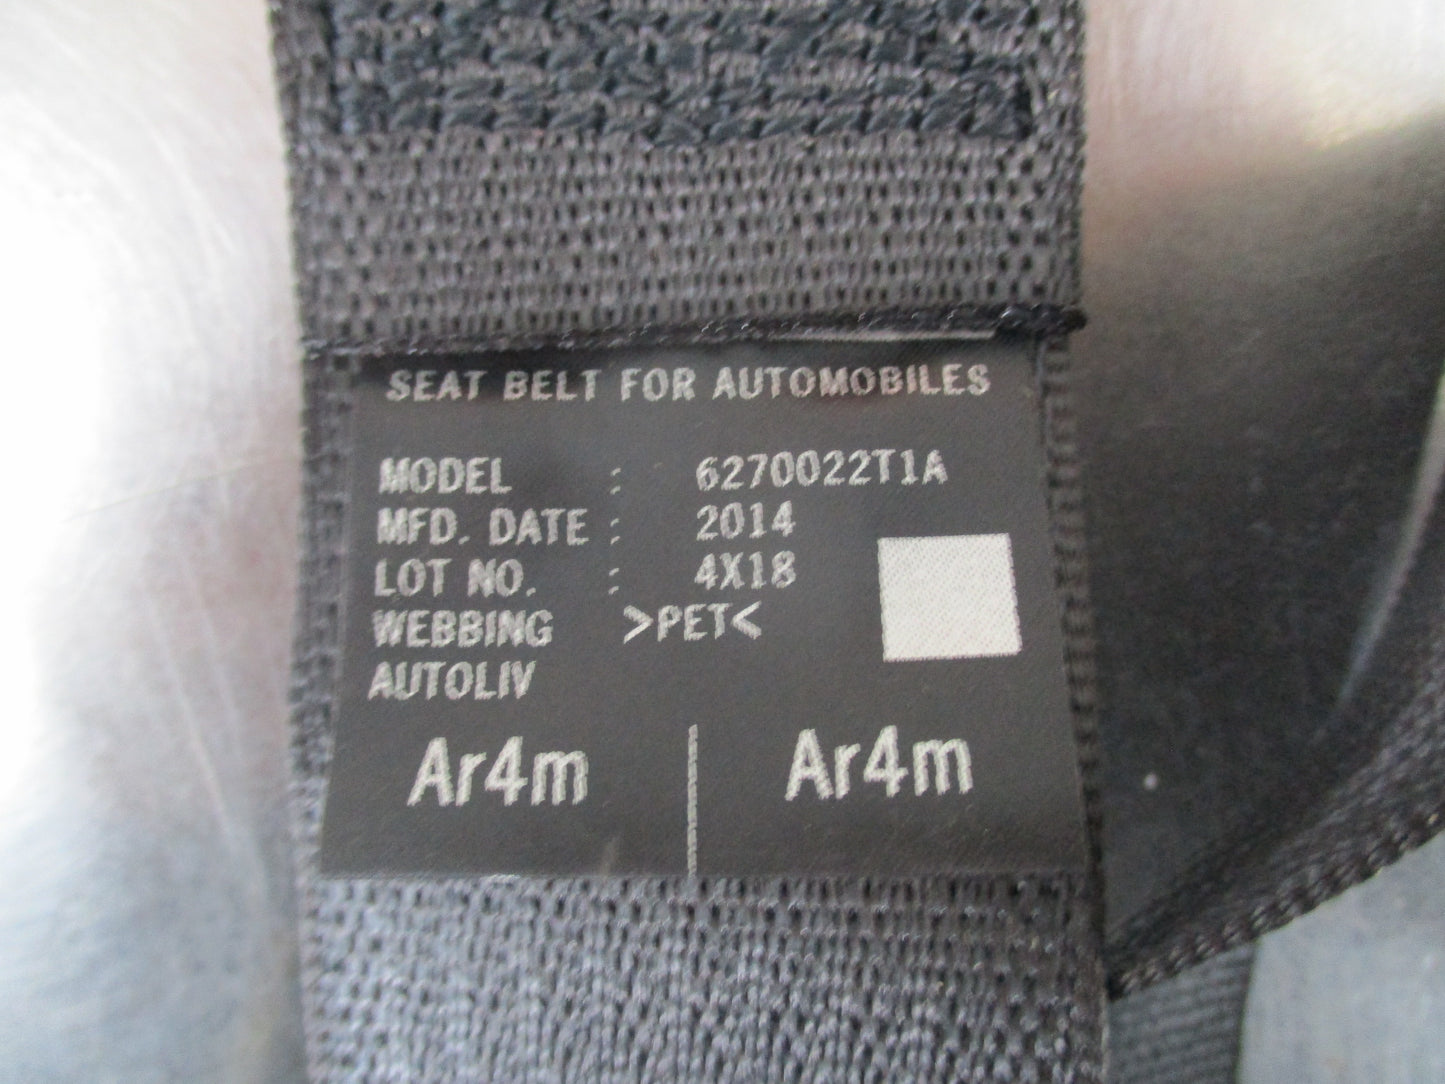 SEAT BELT FOR AUTOMOBILES
MODEL : 6270022T1A
MFD. DATE : 2014
LOT NO. : 4X18
WEBBING >PET<
AUTOLIV
Ar4m Ar4m